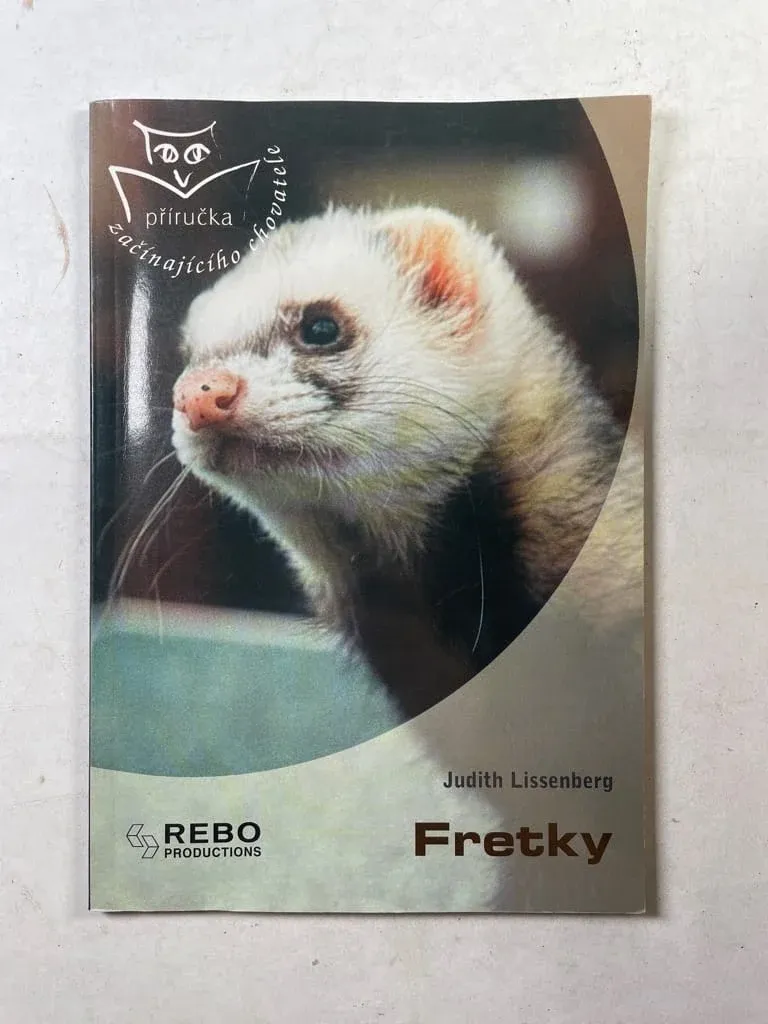 příručka
začínajícího chovatele
Judith Lissenberg
Fretky
REBO
PRODUCTIONS